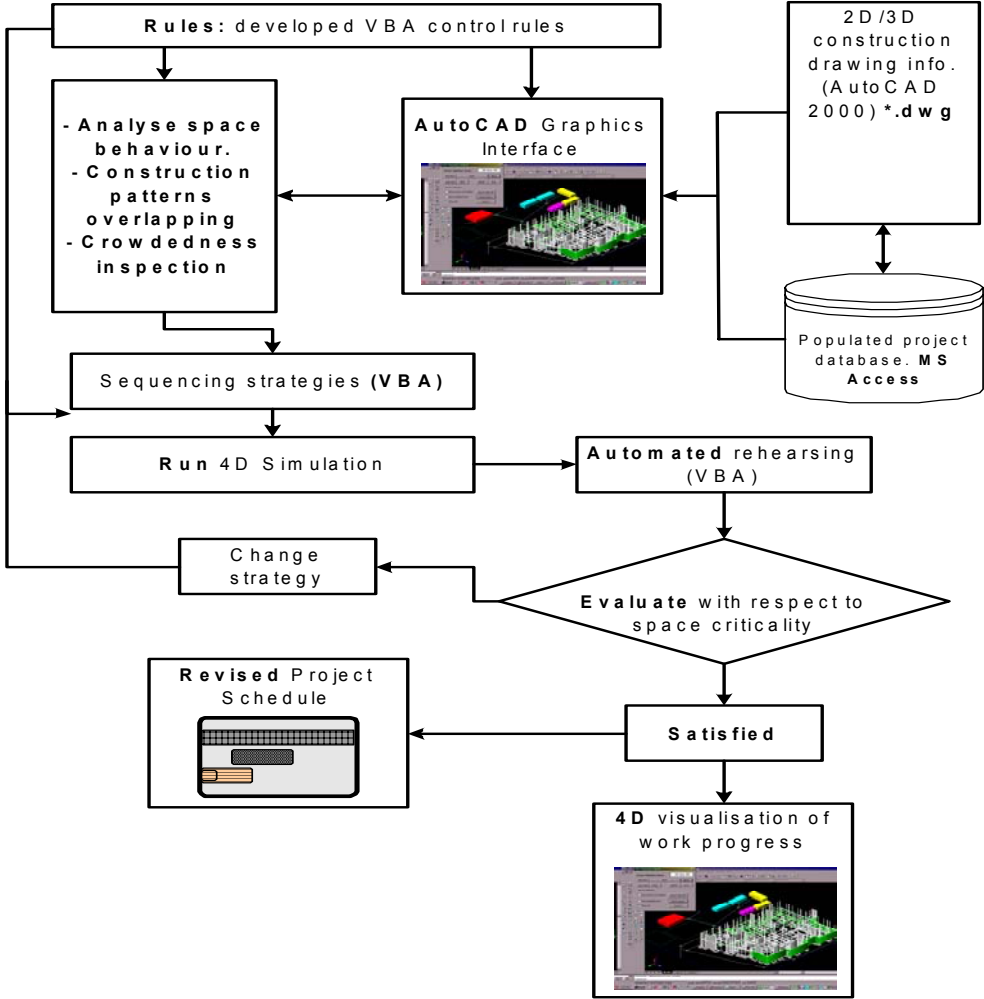 Rules: developed VBA control rules
2D/3D
construction
drawing info.
(AutoCAD
2000) *.dwg
- Analyse space
behaviour.
- Construction
patterns
overlapping
- Crowdedness
inspection
AutoCAD Graphics
Interface
Populated project
database. MS
Access
Sequencing strategies (VBA)
Run 4D Simulation
Automated rehearsing
(VBA)
Change
strategy
Evaluate with respect to
space criticality
Revised Project
Schedule
Satisfied
4D visualisation of
work progress